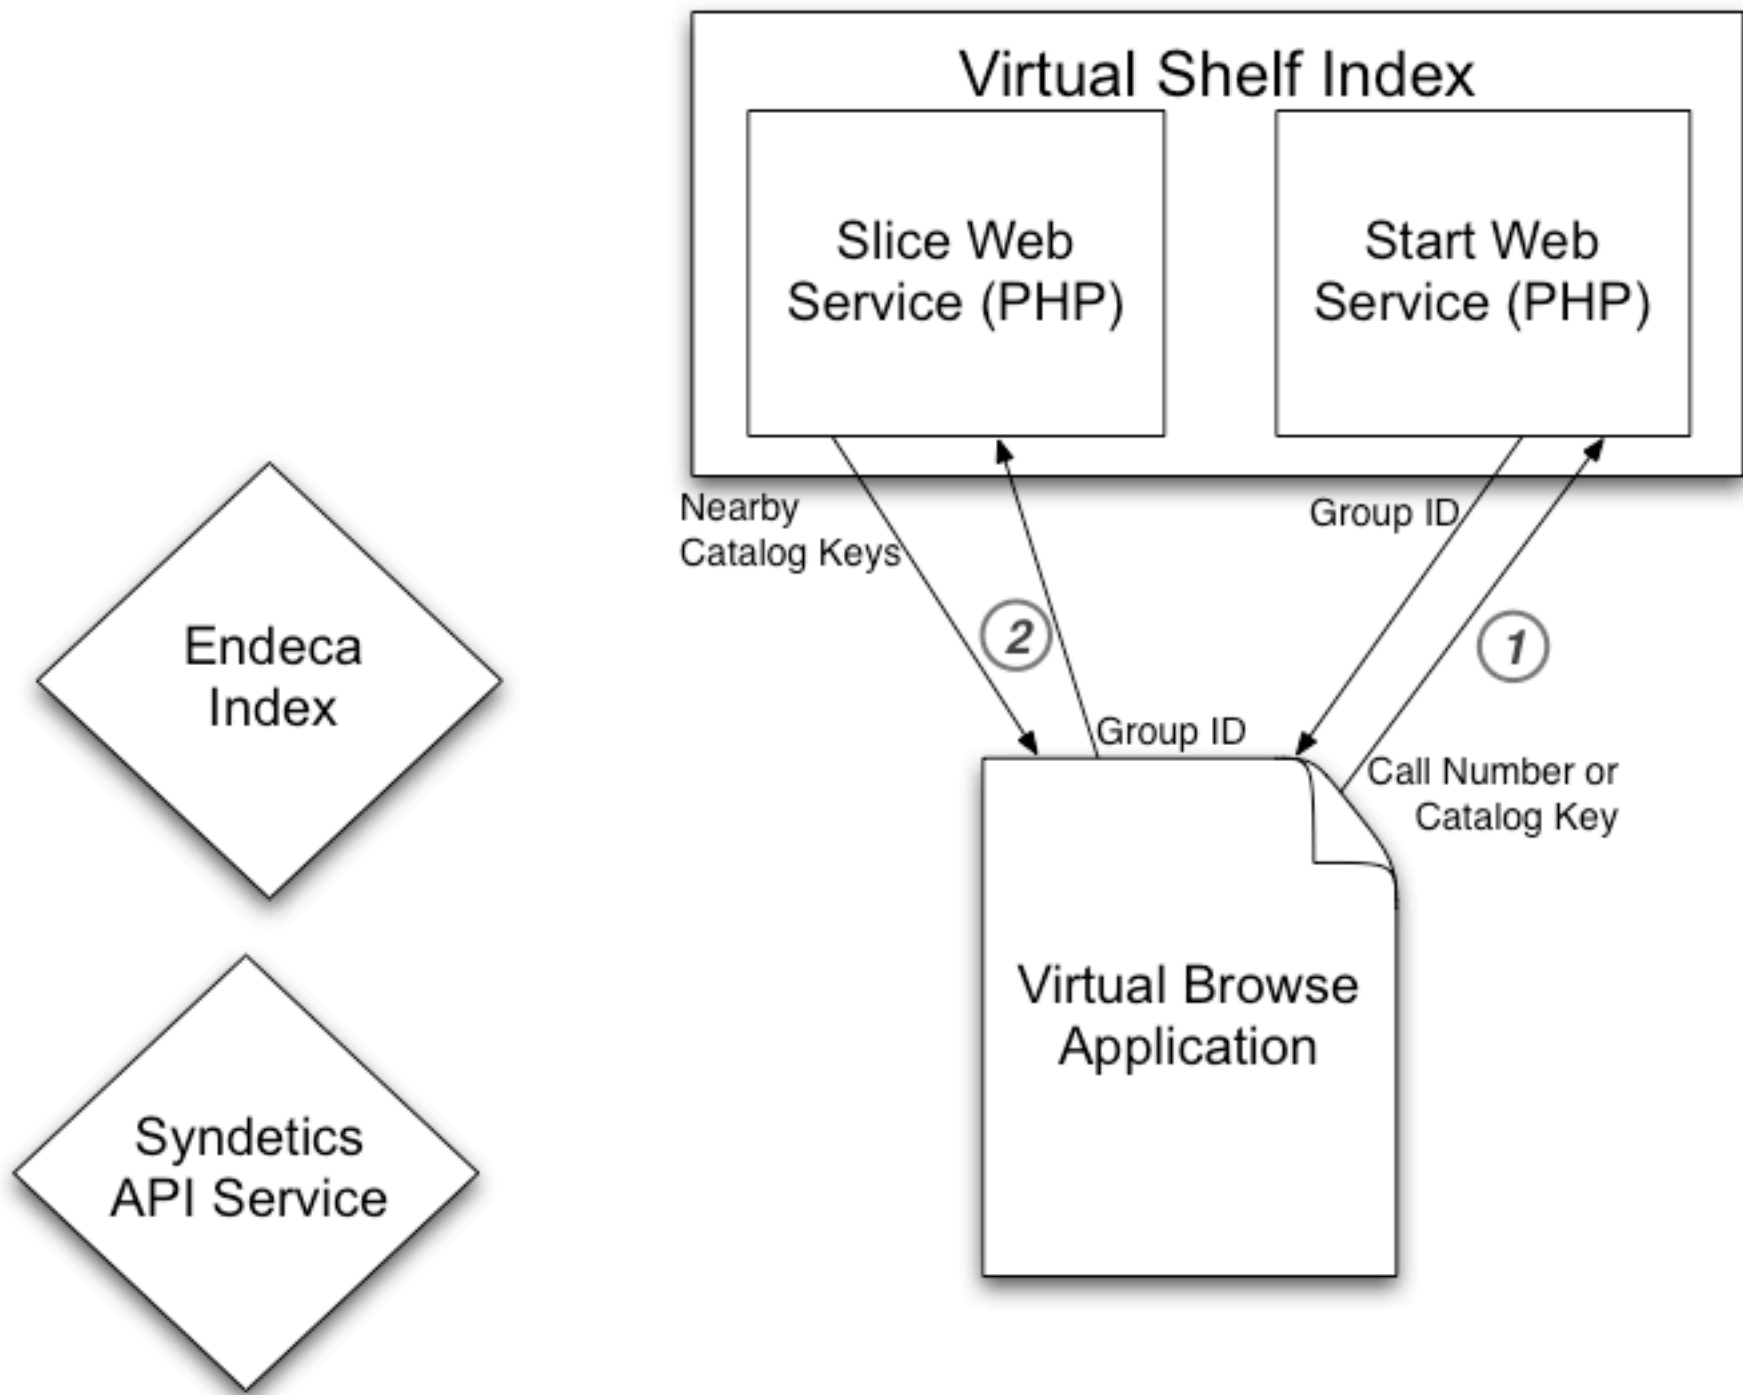 Virtual Shelf Index
Slice Web
Service (PHP)
Start Web
Service (PHP)
Nearby
Catalog Keys
Group ID
2
1
Group ID
Call Number or
Catalog Key
Endeca
Index
Virtual Browse
Application
Syndetics
API Service